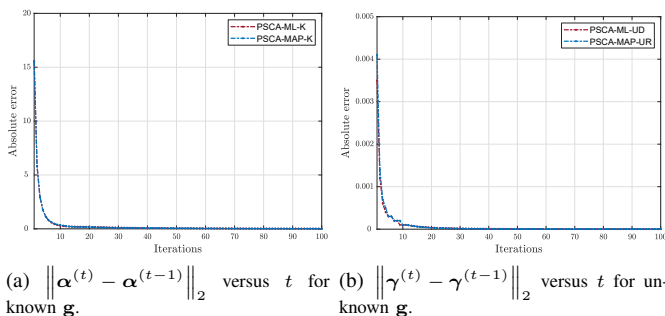 20
15
10
5
0
Absolute error
PSCA-ML-K
PSCA-MAP-K
10 20 30 40 50 60 70 80 90 100
Iterations
0.005
0.004
0.003
0.002
0.001
0
Absolute error
PSCA-ML-UD
PSCA-MAP-UR
10 20 30 40 50 60 70 80 90 100
Iterations
(a) ‖α^(t) − α^(t−1)‖₂ versus t for
known g.
(b) ‖γ^(t) − γ^(t−1)‖₂ versus t for un-
known g.